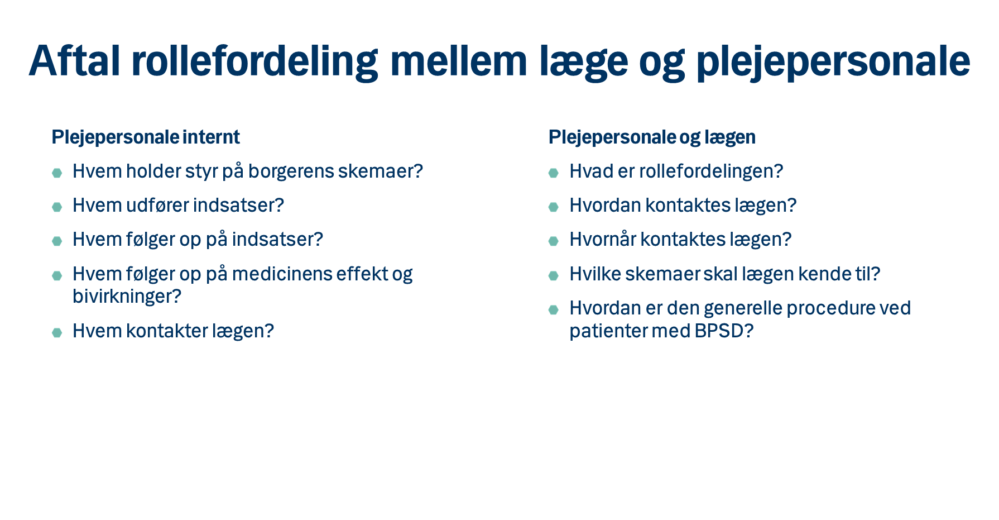 Aftal rollefordeling mellem læge og plejepersonale
Plejepersonale internt
Hvem holder styr på borgerens skemaer?
Hvem udfører indsatser?
Hvem følger op på indsatser?
Hvem følger op på medicinens effekt og
bivirkninger?
Hvem kontakter lægen?
Plejepersonale og lægen
Hvad er rollefordelingen?
Hvordan kontaktes lægen?
Hvornår kontaktes lægen?
Hvilke skemaer skal lægen kende til?
Hvordan er den generelle procedure ved
patienter med BPSD?